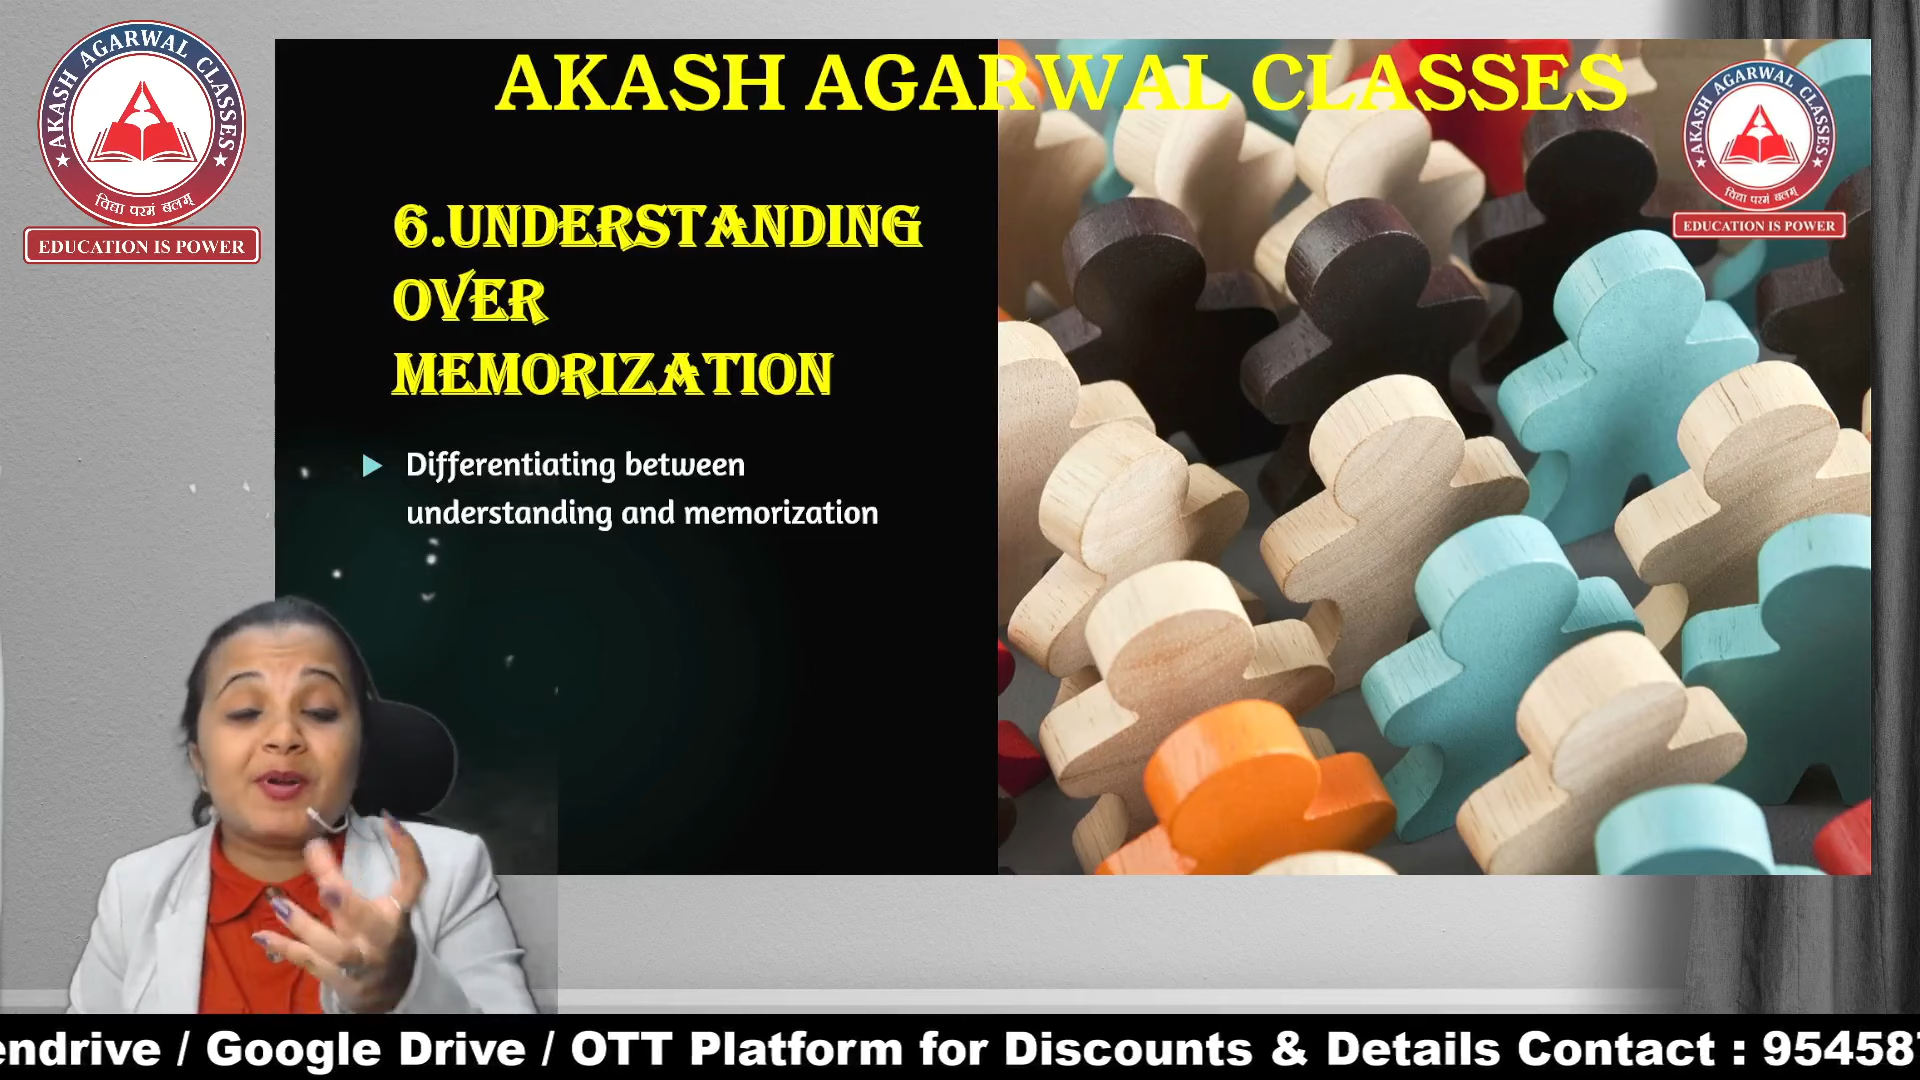 AKASH AGARWAL CLASSES
विद्या परमं बलम्
EDUCATION IS POWER
AKASH AGARWAL CLASSES
AKASH AGARWAL CLASSES
विद्या परमं बलम्
EDUCATION IS POWER
6.UNDERSTANDING
OVER
MEMORIZATION
Differentiating between
understanding and memorization
endrive / Google Drive / OTT Platform for Discounts & Details Contact : 95458